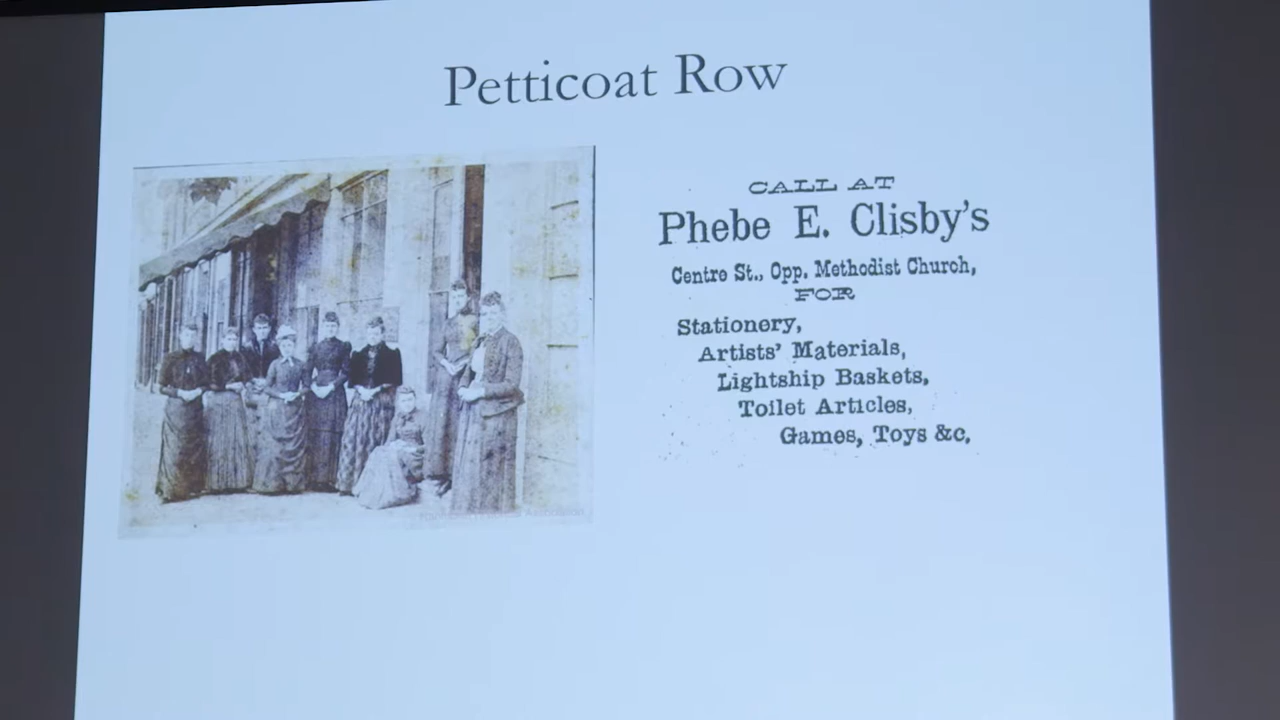 Petticoat Row
CALL AT
Phebe E. Clisby's
Centre St., Opp. Methodist Church,
FOR
Stationery,
Artists' Materials,
Lightship Baskets,
Toilet Articles,
Games, Toys &c,